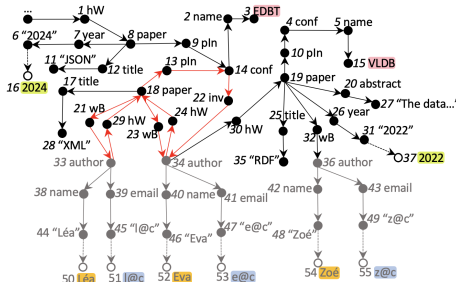 ...
1 hW
2 name
3 EDBT
4 conf
5 name
6 "2024"
7 year
8 paper
9 pln
10 pln
11 "JSON"
12 title
13 pln
14 conf
15 VLDB
16 2024
17 title
18 paper
19 paper
20 abstract
21 wB
22 inv
23 wB
24 hW
25 title
26 year
27 "The data..."
28 "XML"
29 hW
30 hW
31 "2022"
32 wB
33 author
34 author
35 "RDF"
36 author
37 2022
38 name
39 email
40 name
41 email
42 name
43 email
44 "Léa"
45 "l@c"
46 "Eva"
47 "e@c"
48 "Zoé"
49 "z@c"
50 Léa
51 l@c
52 Eva
53 e@c
54 Zoé
55 z@c